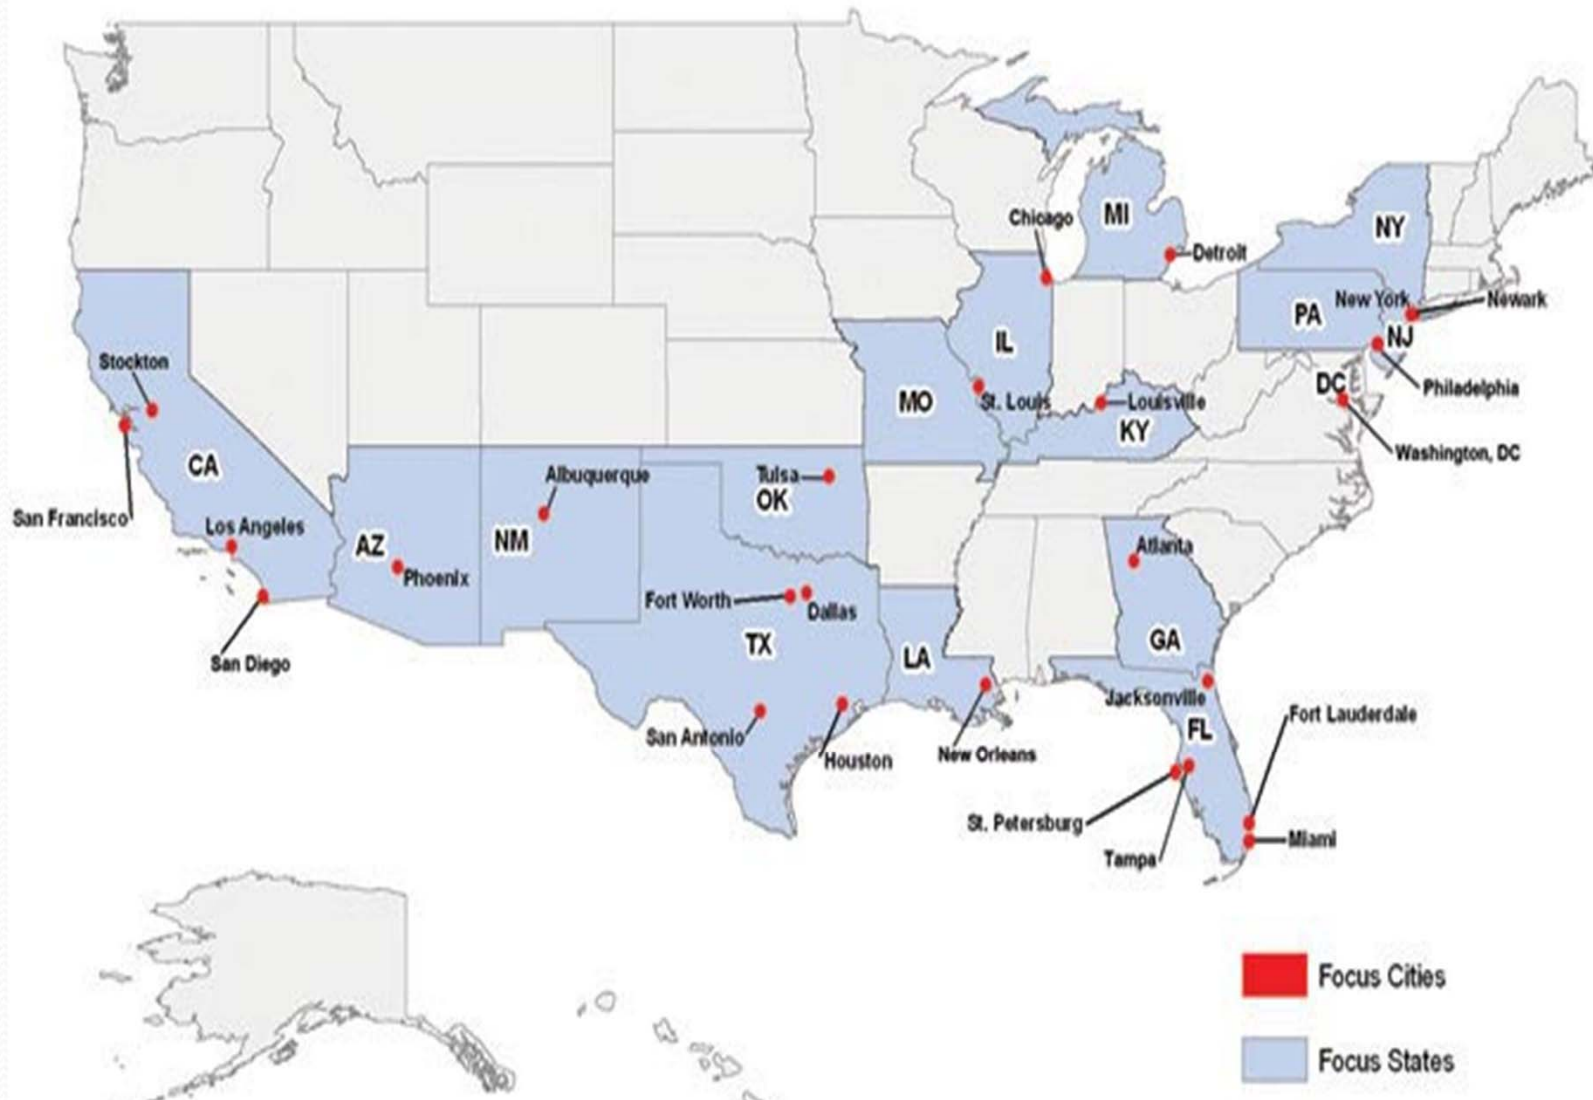 Chicago
MI
NY
Detroit
New York
Newark
PA
NJ
IL
Stockton
DC
Philadelphia
MO
St. Louis
Louisville
KY
Washington, DC
CA
Albuquerque
Tulsa
OK
San Francisco
Los Angeles
AZ
NM
Atlanta
Phoenix
Fort Worth
Dallas
TX
GA
San Diego
LA
Jacksonville
Fort Lauderdale
FL
San Antonio
New Orleans
Houston
St. Petersburg
Miami
Tampa
Focus Cities
Focus States